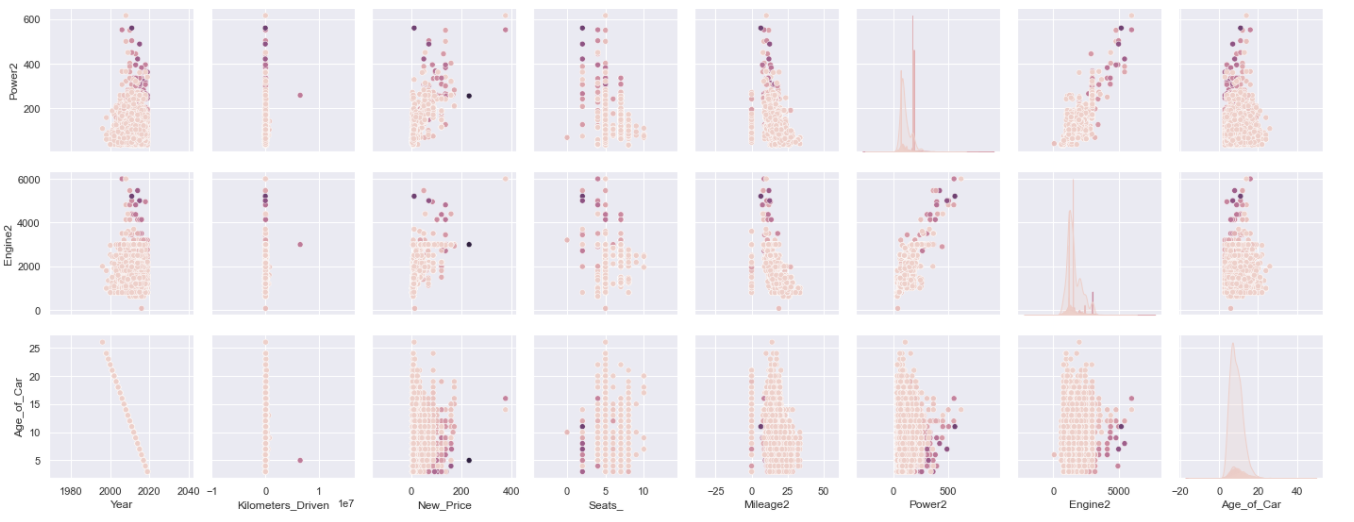 600
400
200
Power2
6000
4000
2000
0
Engine2
25
20
15
10
5
Age_of_Car
1980 2000 2020 2040
Year
−1 0 1
1e7
Kilometers_Driven
0 200 400
New_Price
0 5 10
Seats_
−25 0 25 50
Mileage2
0 500
Power2
0 5000
Engine2
−20 0 20 40
Age_of_Car